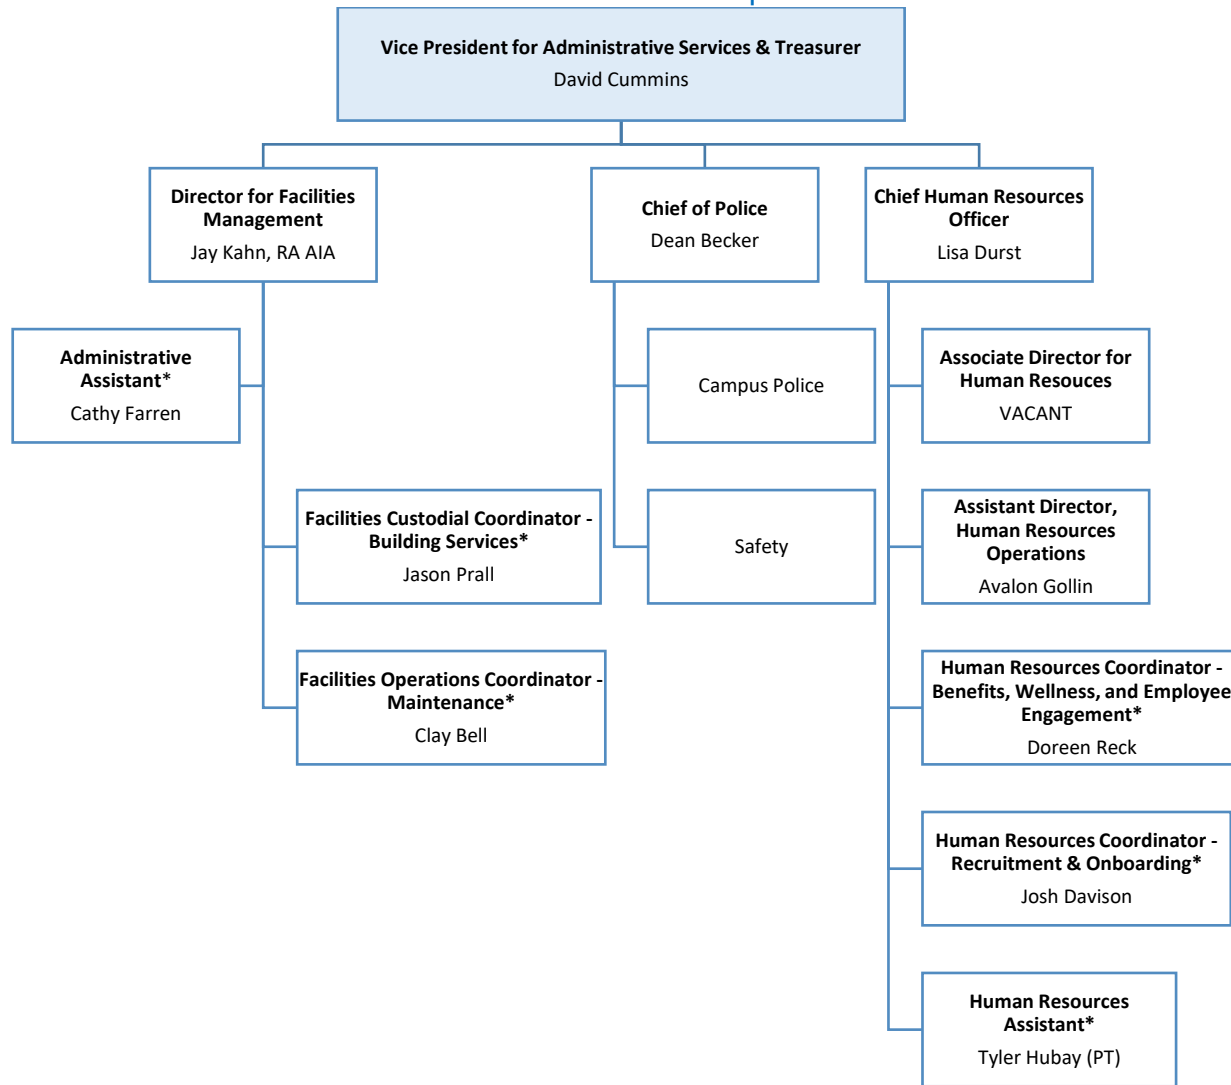 Vice President for Administrative Services & Treasurer
David Cummins
Director for Facilities
Management
Jay Kahn, RA AIA
Chief of Police
Dean Becker
Chief Human Resources
Officer
Lisa Durst
Administrative
Assistant*
Cathy Farren
Campus Police
Associate Director for
Human Resouces
VACANT
Facilities Custodial Coordinator -
Building Services*
Jason Prall
Safety
Assistant Director,
Human Resources
Operations
Avalon Gollin
Facilities Operations Coordinator -
Maintenance*
Clay Bell
Human Resources Coordinator -
Benefits, Wellness, and Employee
Engagement*
Doreen Reck
Human Resources Coordinator -
Recruitment & Onboarding*
Josh Davison
Human Resources
Assistant*
Tyler Hubay (PT)